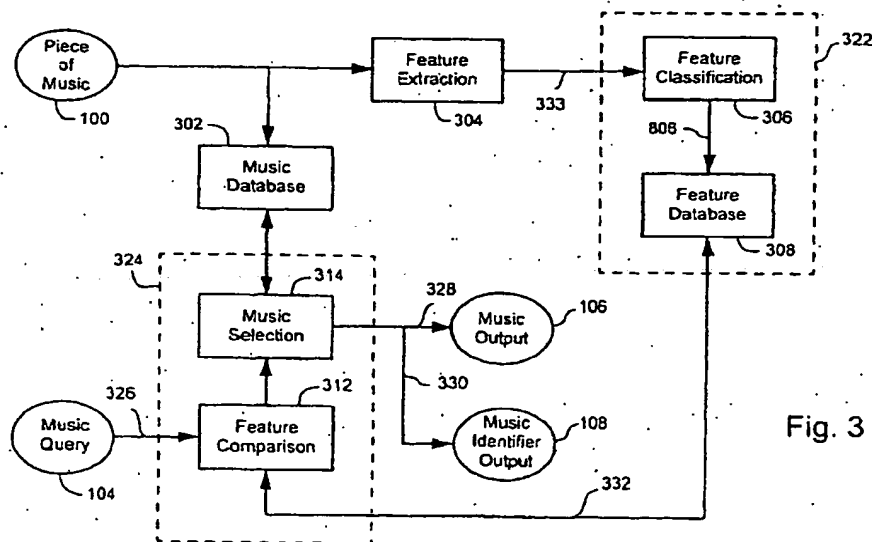 Piece
of
Music
100
Feature
Extraction
304
333
Feature
Classification
306
322
806
Feature
Database
308
302
Music
Database
324
314
Music
Selection
328
Music
Output
106
330
326
312
Music
Query
104
Feature
Comparison
Music
Identifier
Output
108
Fig. 3
332